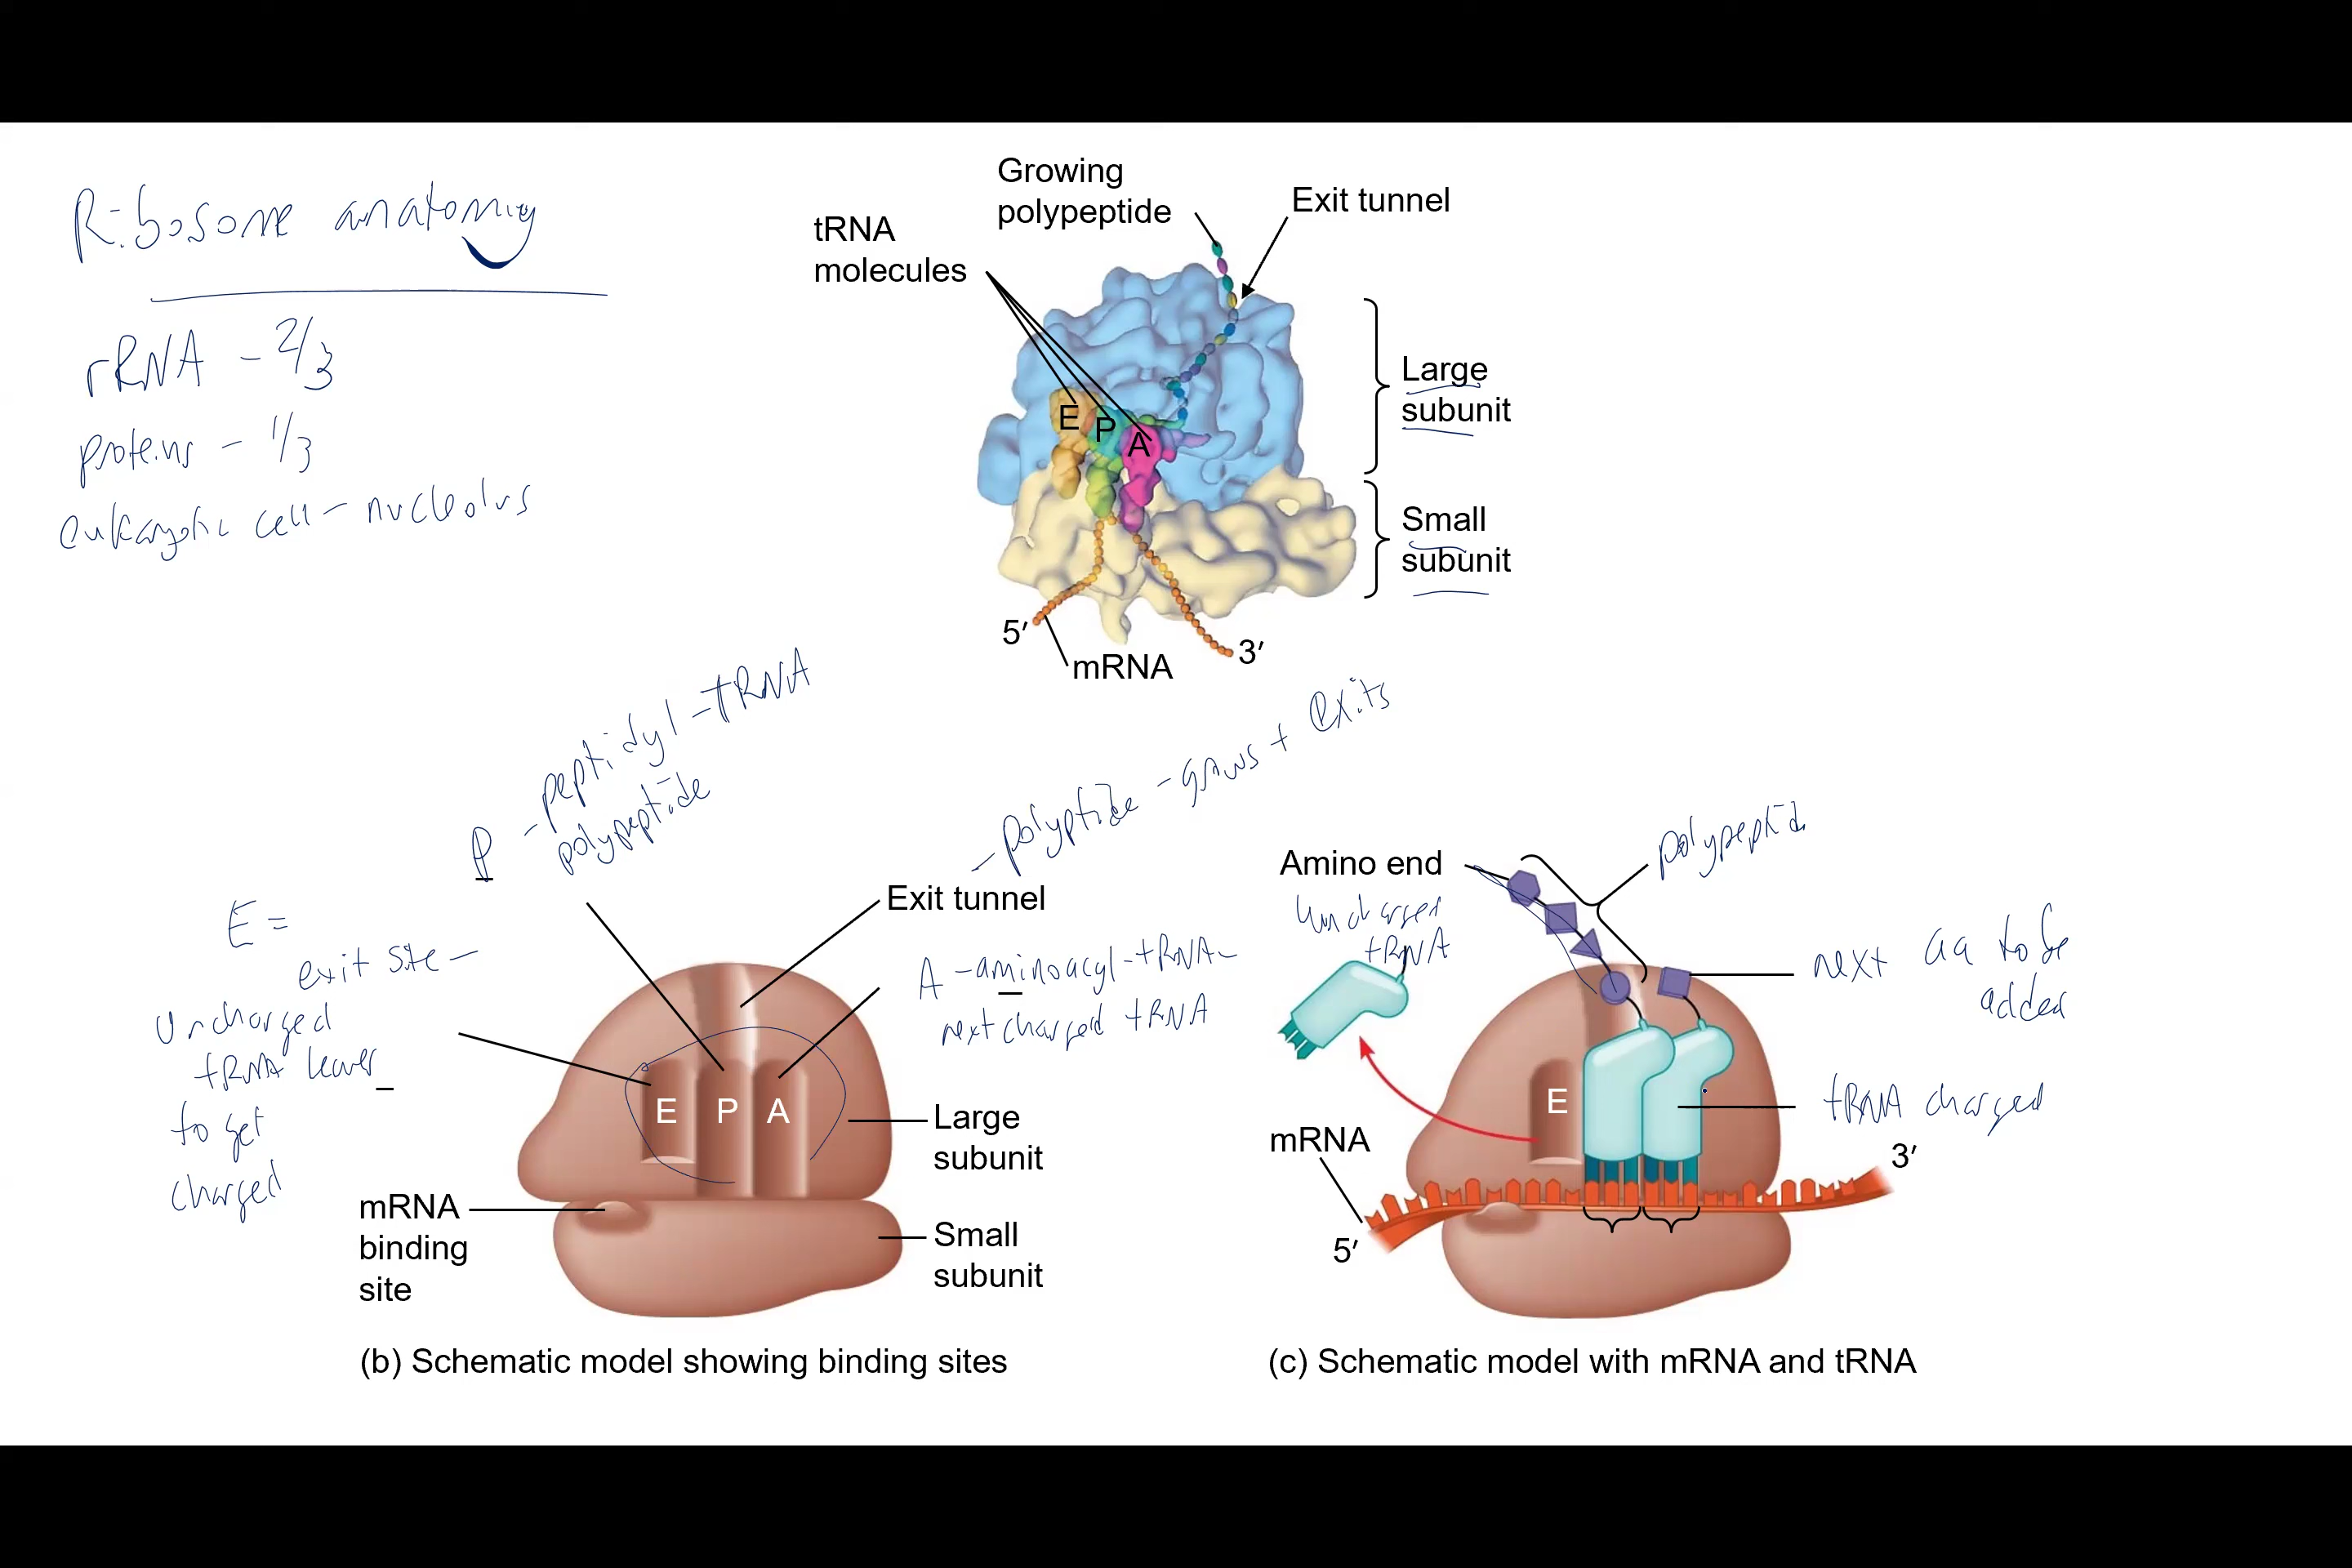 Ribosome anatomy
rRNA - 2/3
proteins - 1/3
eukaryotic cell - nucleolus
Growing
polypeptide
Exit tunnel
tRNA
molecules
E P A
Large
subunit
Small
subunit
5′
mRNA
3′
P - peptidyl - tRNA
polypeptide
E =
exit site -
uncharged
tRNA leaves
to get
charged
- polyptide - grows + exits
Exit tunnel
A - aminoacyl - tRNA -
next charged tRNA
E P A
Large
subunit
mRNA
binding
site
Small
subunit
(b) Schematic model showing binding sites
Amino end
uncharged
tRNA
polypeptid
next aa to be
added
E
tRNA charged
mRNA
3′
5′
(c) Schematic model with mRNA and tRNA